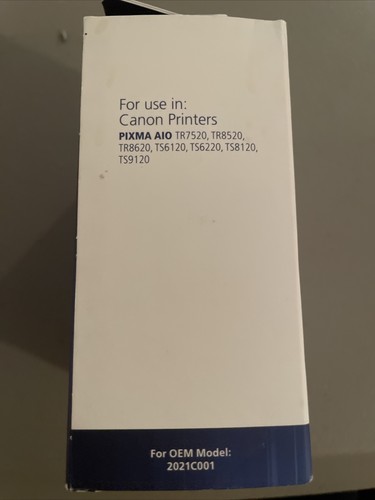 For use in:
Canon Printers
PIXMA AIO TR7520, TR8520,
TR8620, TS6120, TS6220, TS8120,
TS9120
For OEM Model:
2021C001